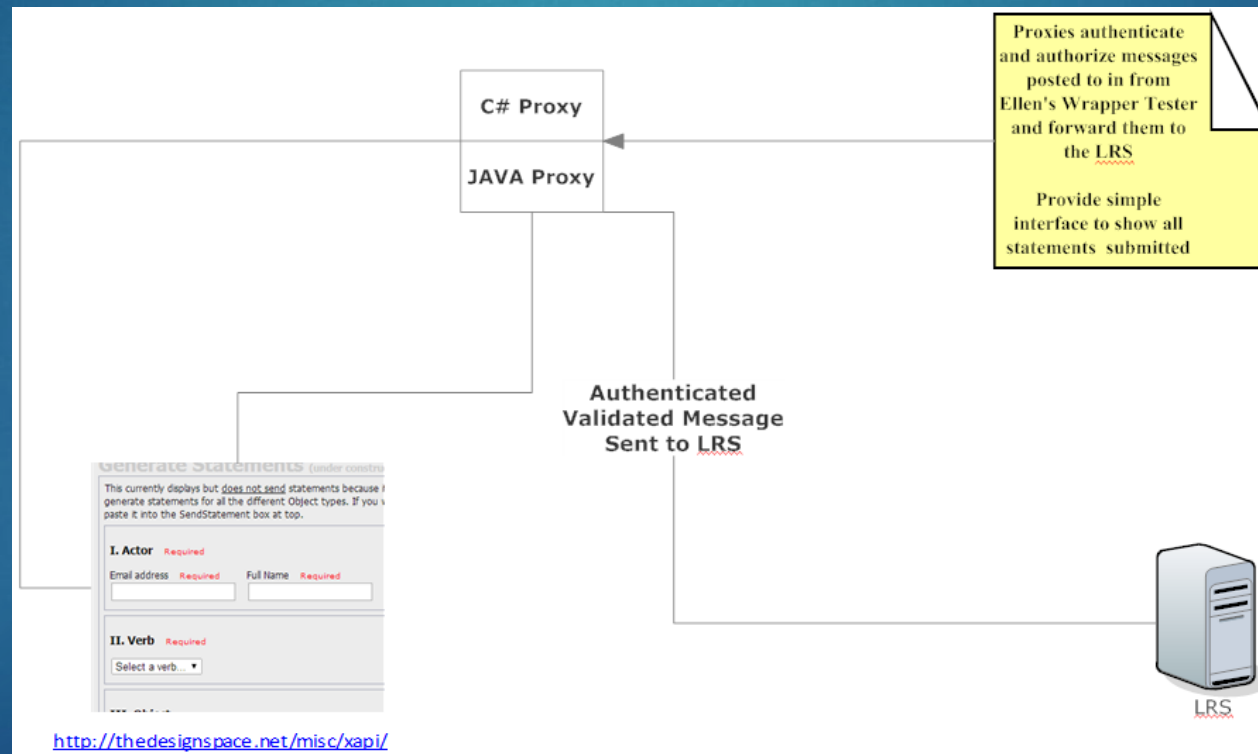 C# Proxy
JAVA Proxy
Proxies authenticate
and authorize messages
posted to in from
Ellen's Wrapper Tester
and forward them to
the LRS
Provide simple
interface to show all
statements submitted
Authenticated
Validated Message
Sent to LRS
Generate Statements (under
This currently displays but does not send statements because
generate statements for all the different Object types. If you
paste it into the SendStatement box at top.
I. Actor Required
Email address Required Full Name Required
II. Verb Required
Select a verb...
LRS
http://thedesignspace.net/misc/xapi/